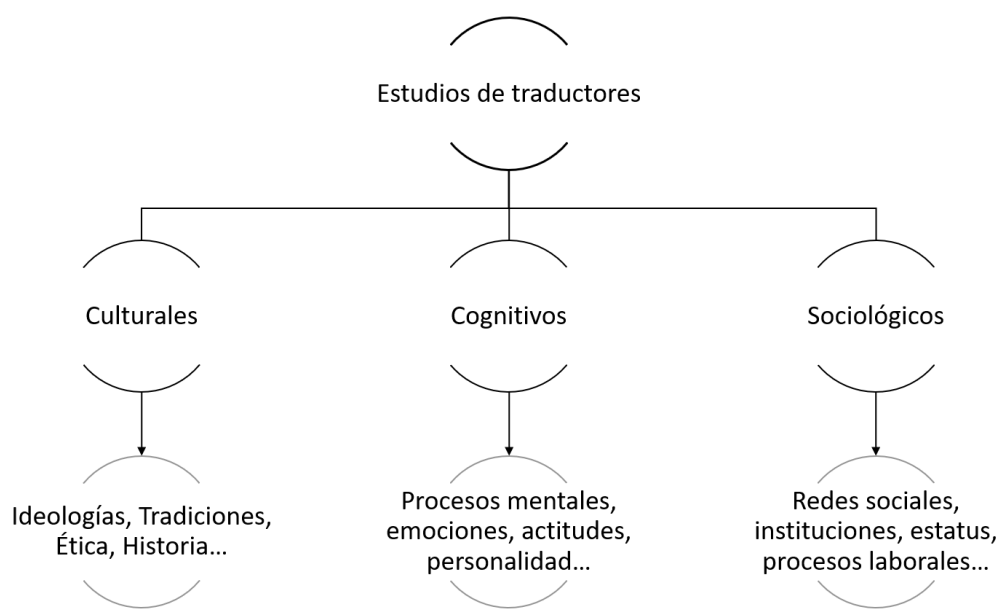 Estudios de traductores
Culturales
Cognitivos
Sociológicos
Ideologías, Tradiciones,
Ética, Historia...
Procesos mentales,
emociones, actitudes,
personalidad...
Redes sociales,
instituciones, estatus,
procesos laborales...